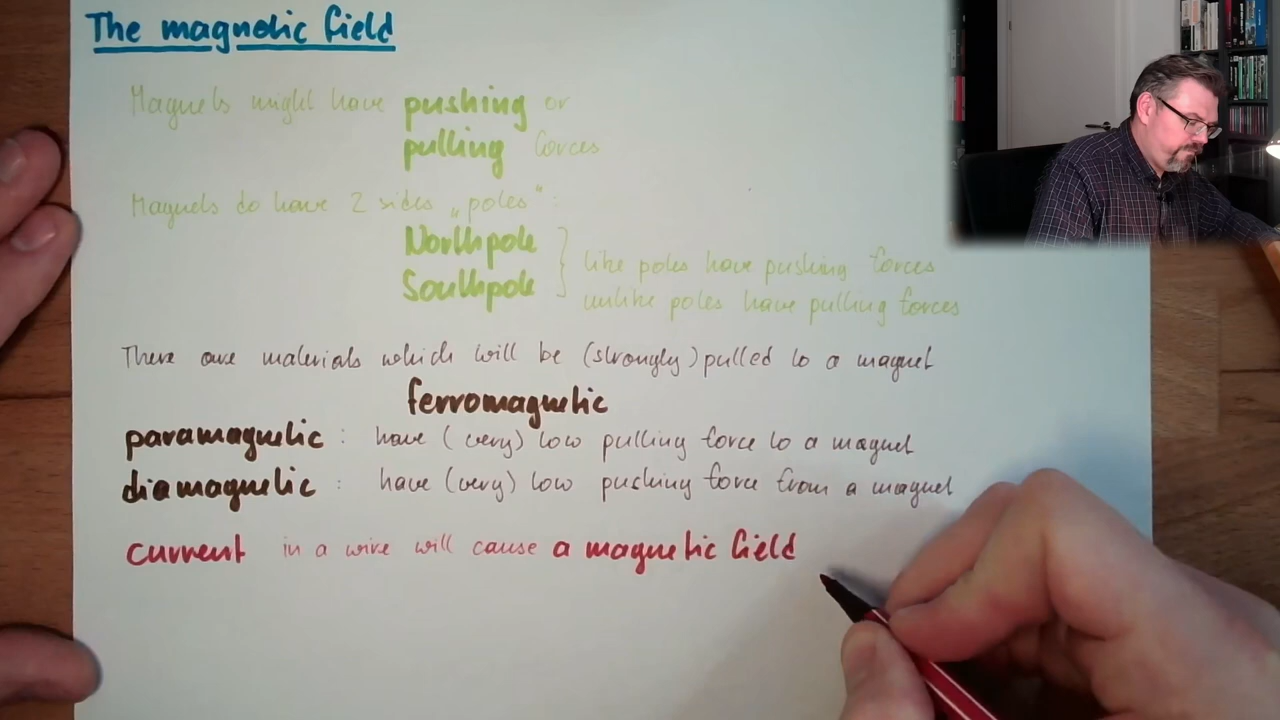 The magnetic field
Magnets might have pushing or
pulling forces
Magnets do have 2 sides „poles“:
Northpole
Southpole
like poles have pushing forces
unlike poles have pulling forces
There are materials which will be (strongly) pulled to a magnet
ferromagnetic
paramagnetic: have (very) low pulling force to a magnet
diamagnetic: have (very) low pushing force from a magnet
current in a wire will cause a magnetic field